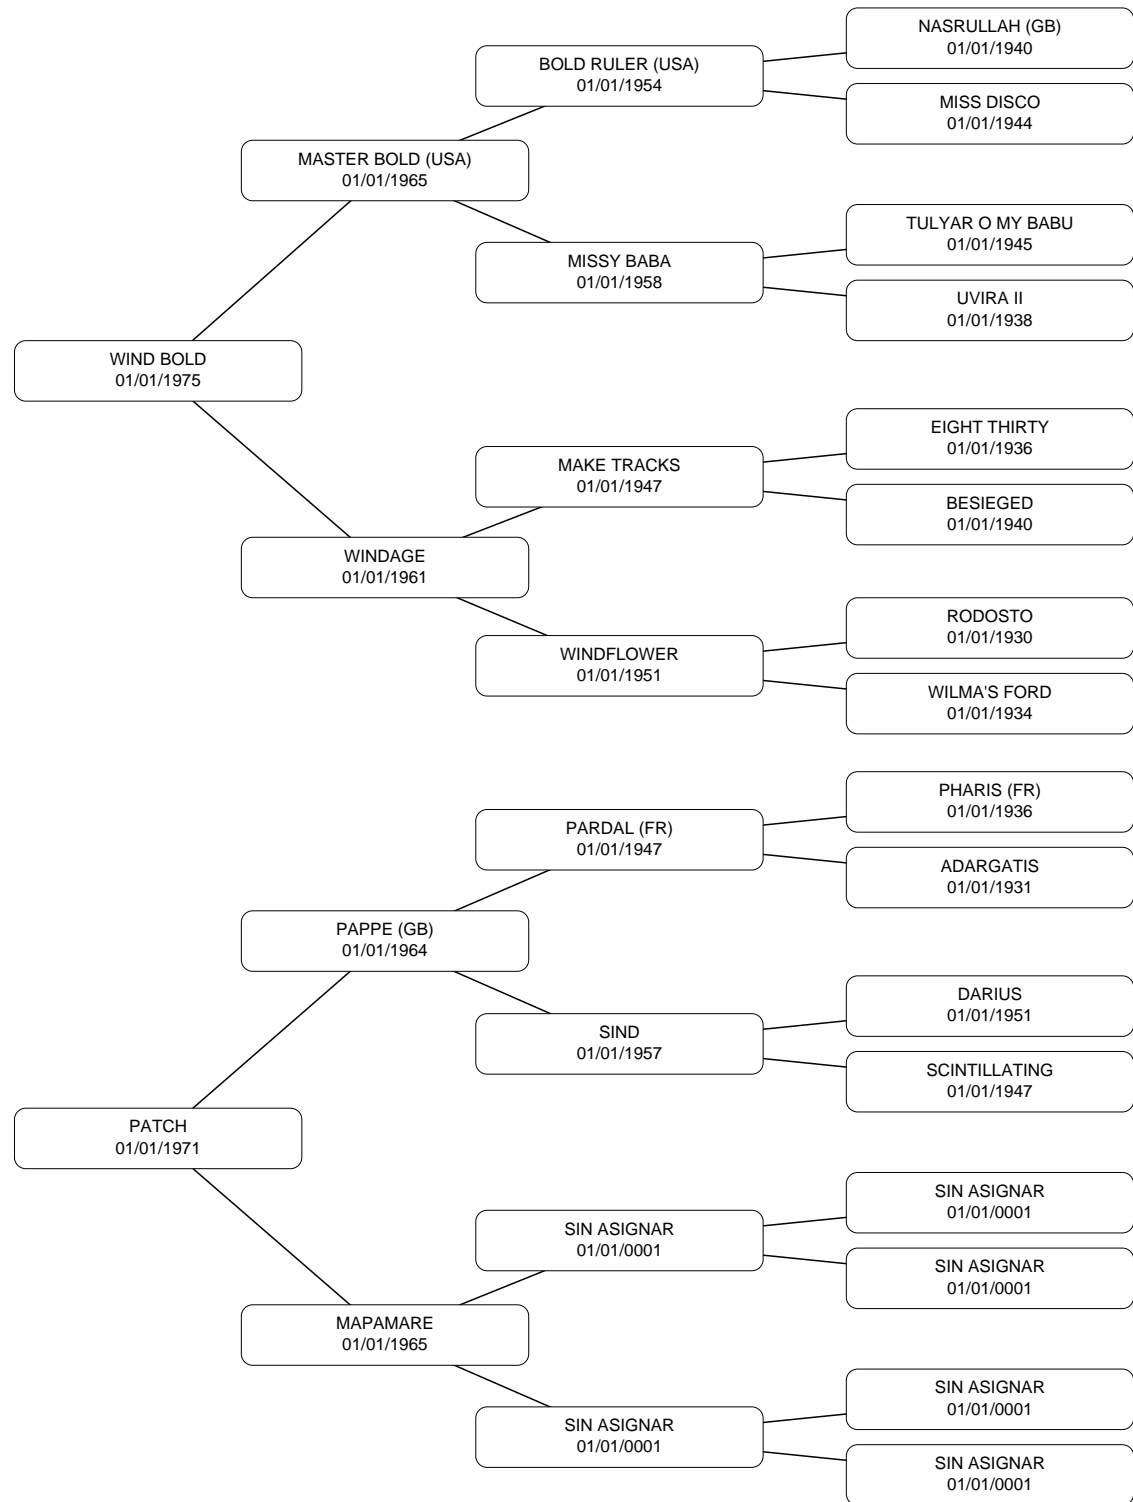 NASRULLAH (GB)
01/01/1940
BOLD RULER (USA)
01/01/1954
MISS DISCO
01/01/1944
MASTER BOLD (USA)
01/01/1965
TULYAR O MY BABU
01/01/1945
MISSY BABA
01/01/1958
UVIRA II
01/01/1938
WIND BOLD
01/01/1975
EIGHT THIRTY
01/01/1936
MAKE TRACKS
01/01/1947
BESIEGED
01/01/1940
WINDAGE
01/01/1961
RODOSTO
01/01/1930
WINDFLOWER
01/01/1951
WILMA'S FORD
01/01/1934
PHARIS (FR)
01/01/1936
PARDAL (FR)
01/01/1947
ADARGATIS
01/01/1931
PAPPE (GB)
01/01/1964
DARIUS
01/01/1951
SIND
01/01/1957
SCINTILLATING
01/01/1947
PATCH
01/01/1971
SIN ASIGNAR
01/01/0001
SIN ASIGNAR
01/01/0001
SIN ASIGNAR
01/01/0001
MAPAMARE
01/01/1965
SIN ASIGNAR
01/01/0001
SIN ASIGNAR
01/01/0001
SIN ASIGNAR
01/01/0001